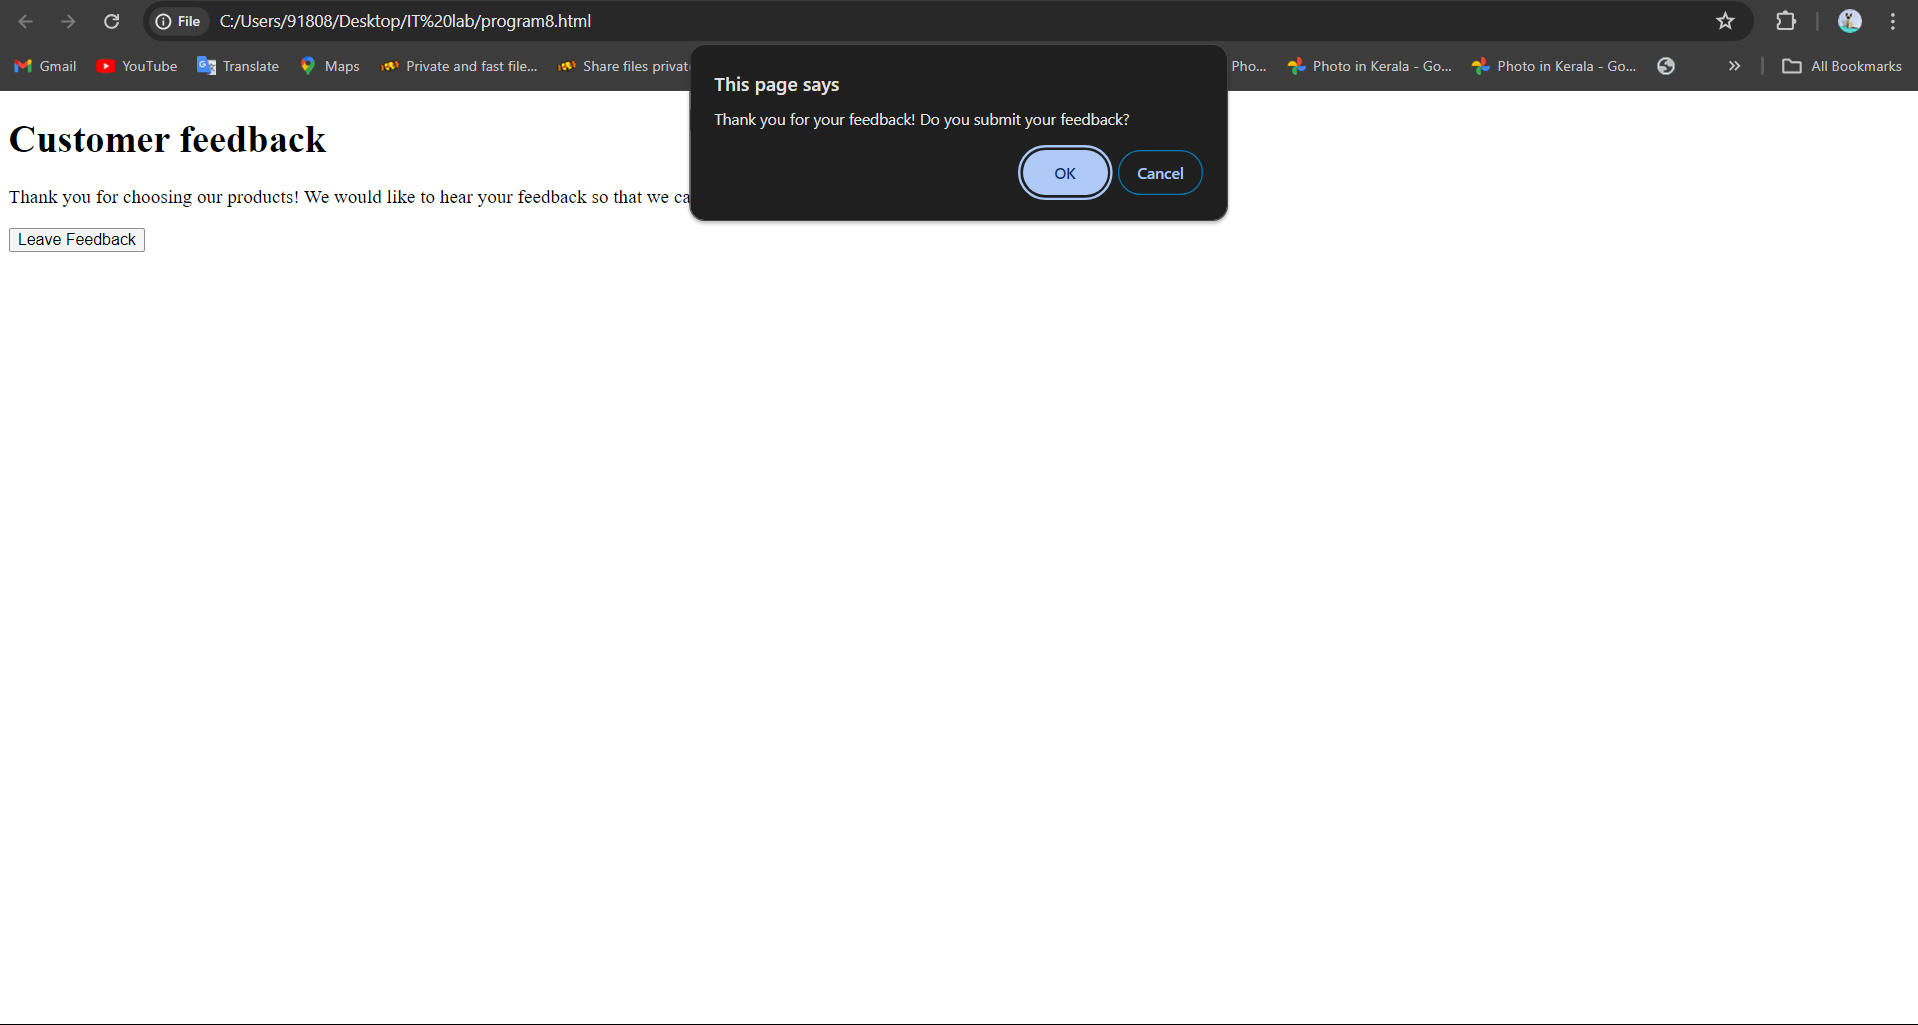 File C:/Users/91808/Desktop/IT%20lab/program8.html
Gmail YouTube Translate Maps Private and fast file... Share files privat Pho... Photo in Kerala - Go... Photo in Kerala - Go... » All Bookmarks
This page says
Thank you for your feedback! Do you submit your feedback?
OK Cancel
Customer feedback
Thank you for choosing our products! We would like to hear your feedback so that we ca
Leave Feedback